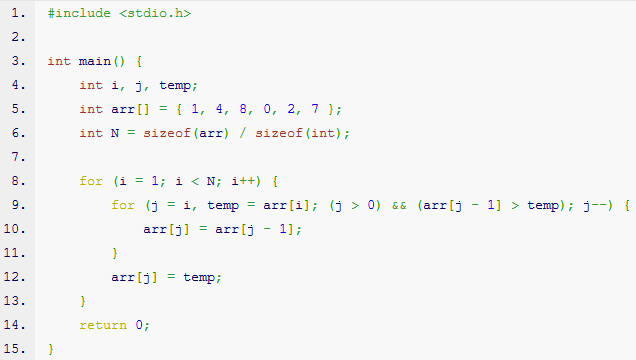 1. #include <stdio.h>
2.
3. int main() {
4.     int i, j, temp;
5.     int arr[] = { 1, 4, 8, 0, 2, 7 };
6.     int N = sizeof(arr) / sizeof(int);
7.
8.     for (i = 1; i < N; i++) {
9.         for (j = i, temp = arr[i]; (j > 0) && (arr[j - 1] > temp); j--) {
10.             arr[j] = arr[j - 1];
11.         }
12.         arr[j] = temp;
13.     }
14.     return 0;
15. }